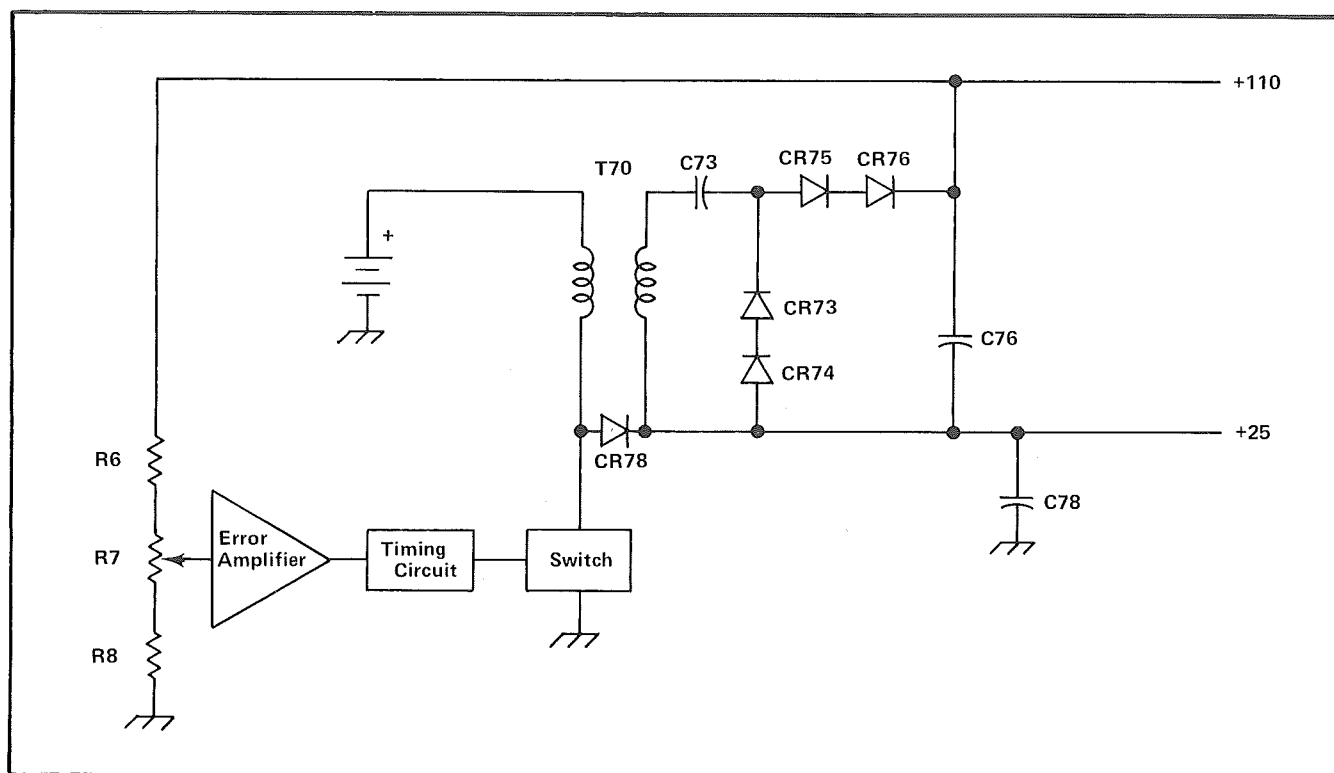 +110
T70
C73
CR75
CR76
+
CR73
CR74
C76
CR78
+25
C78
R6
R7
R8
Error
Amplifier
Timing
Circuit
Switch